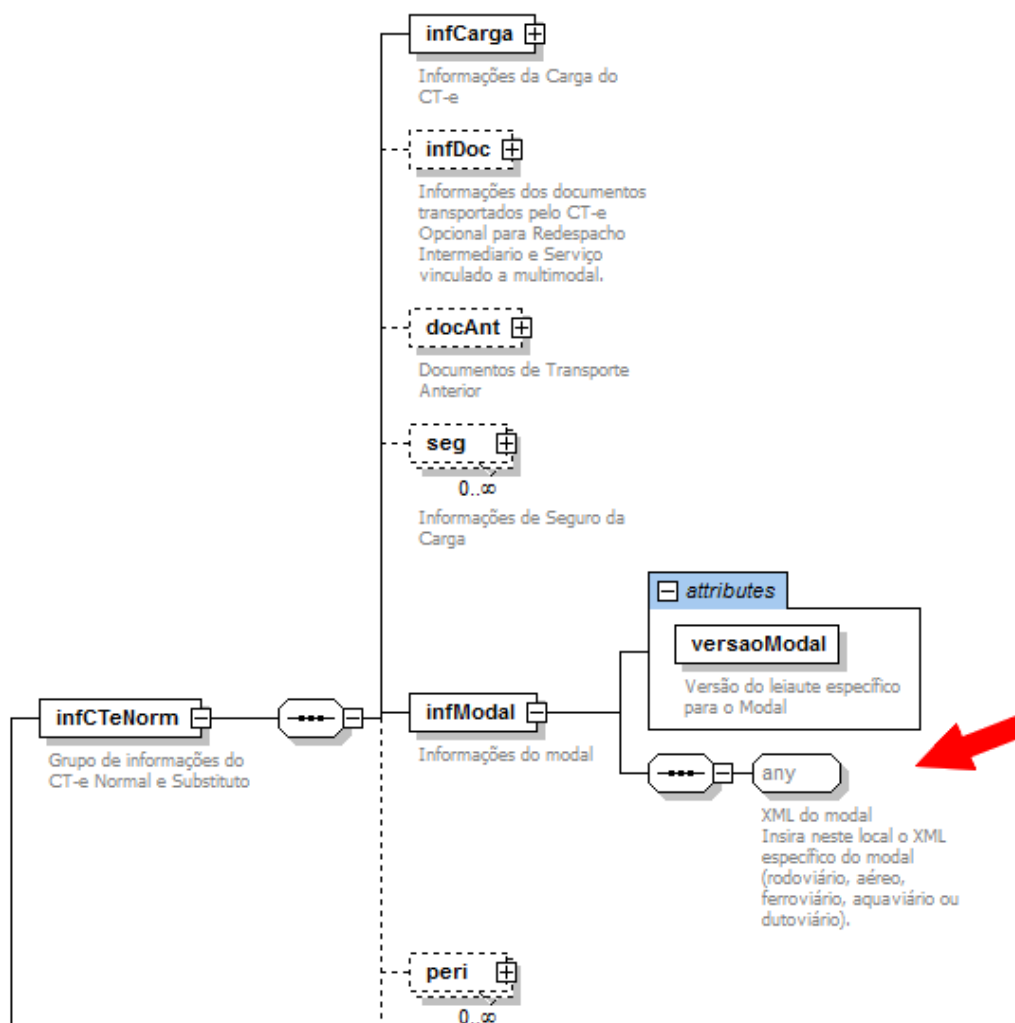 infCarga
Informações da Carga do
CT-e
infDoc
Informações dos documentos
transportados pelo CT-e
Opcional para Redespacho
Intermediario e Serviço
vinculado a multimodal.
docAnt
Documentos de Transporte
Anterior
seg
0..∞
Informações de Seguro da
Carga
attributes
versaoModal
Versão do leiaute específico
para o Modal
infCTeNorm
Grupo de informações do
CT-e Normal e Substituto
infModal
Informações do modal
any
XML do modal
Insira neste local o XML
específico do modal
(rodoviário, aéreo,
ferroviário, aquaviário ou
dutoviário).
peri
0..∞